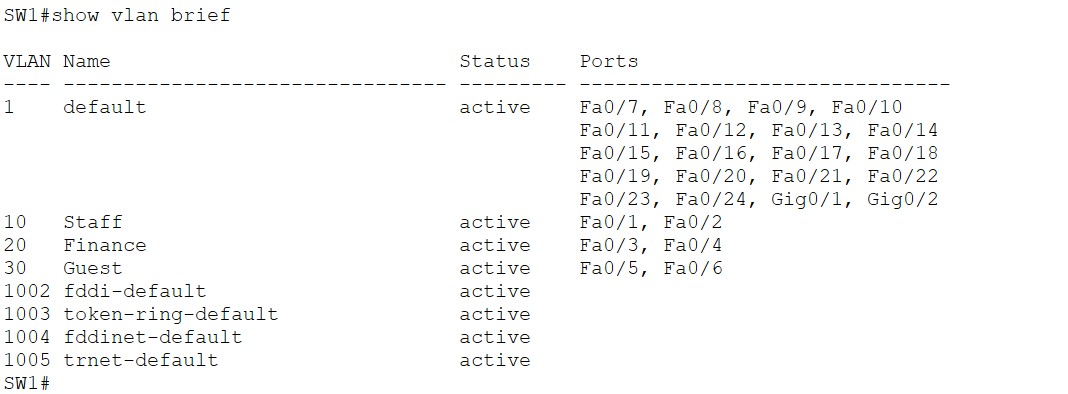 SW1#show vlan brief
VLAN Name                             Status    Ports
---- -------------------------------- --------- -------------------------------
1    default                          active    Fa0/7, Fa0/8, Fa0/9, Fa0/10
                                                Fa0/11, Fa0/12, Fa0/13, Fa0/14
                                                Fa0/15, Fa0/16, Fa0/17, Fa0/18
                                                Fa0/19, Fa0/20, Fa0/21, Fa0/22
                                                Fa0/23, Fa0/24, Gig0/1, Gig0/2
10   Staff                            active    Fa0/1, Fa0/2
20   Finance                          active    Fa0/3, Fa0/4
30   Guest                            active    Fa0/5, Fa0/6
1002 fddi-default                     active
1003 token-ring-default               active
1004 fddinet-default                  active
1005 trnet-default                    active
SW1#